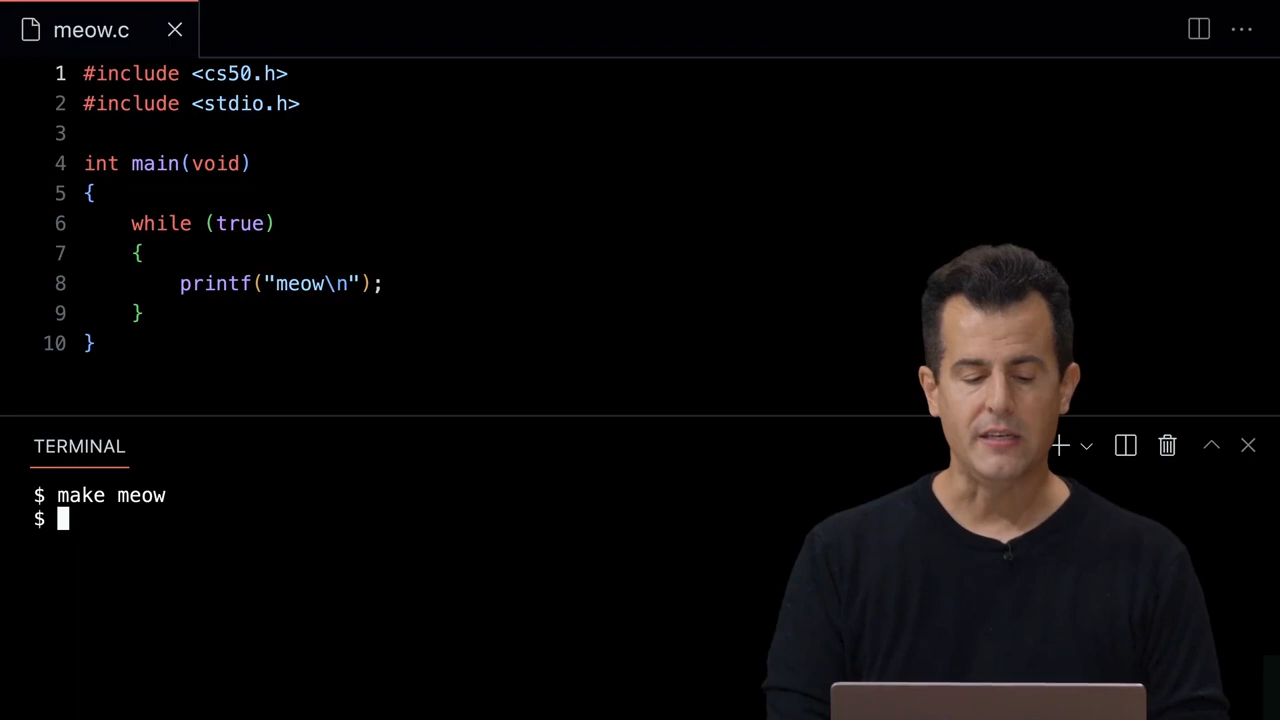 meow.c
1 #include <cs50.h>
2 #include <stdio.h>
3
4 int main(void)
5 {
6     while (true)
7     {
8         printf("meow\n");
9     }
10 }
TERMINAL
$ make meow
$